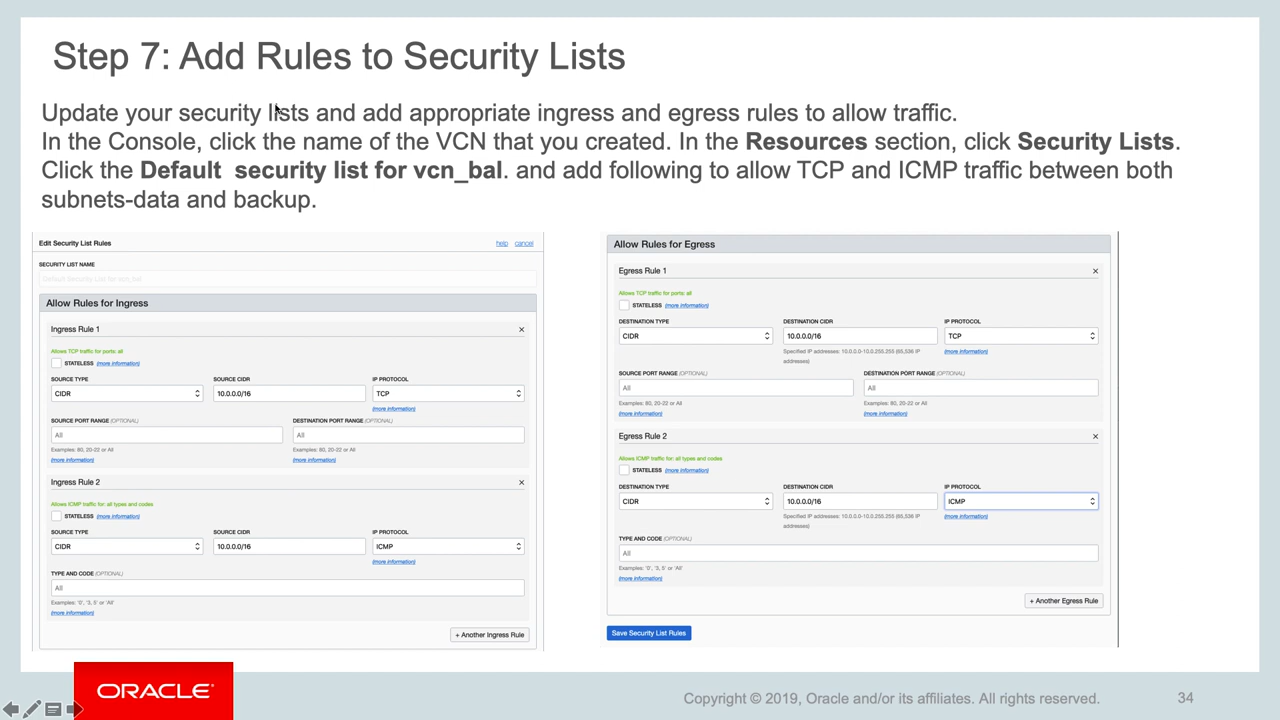 Step 7: Add Rules to Security Lists
Update your security lists and add appropriate ingress and egress rules to allow traffic.
In the Console, click the name of the VCN that you created. In the Resources section, click Security Lists.
Click the Default  security list for vcn_bal. and add following to allow TCP and ICMP traffic between both
subnets-data and backup.
Edit Security List Rules
help cancel
SECURITY LIST NAME
Default Security List for vcn_bal
Allow Rules for Ingress
Ingress Rule 1 ×
Allows TCP traffic for ports: all
STATELESS (more information)
SOURCE TYPE SOURCE CIDR IP PROTOCOL
CIDR 10.0.0.0/16 TCP
(more information)
SOURCE PORT RANGE (OPTIONAL) DESTINATION PORT RANGE (OPTIONAL)
All All
Examples: 80, 20-22 or All Examples: 80, 20-22 or All
(more information) (more information)
Ingress Rule 2 ×
Allows ICMP traffic for: all types and codes
STATELESS (more information)
SOURCE TYPE SOURCE CIDR IP PROTOCOL
CIDR 10.0.0.0/16 ICMP
(more information)
TYPE AND CODE (OPTIONAL)
All
Examples: '0', '3, 5' or 'All'
(more information)
+ Another Ingress Rule
Allow Rules for Egress
Egress Rule 1 ×
Allows TCP traffic for ports: all
STATELESS (more information)
DESTINATION TYPE DESTINATION CIDR IP PROTOCOL
CIDR 10.0.0.0/16 TCP
Specified IP addresses: 10.0.0.0-10.0.255.255 (65,536 IP (more information)
addresses)
SOURCE PORT RANGE (OPTIONAL) DESTINATION PORT RANGE (OPTIONAL)
All All
Examples: 80, 20-22 or All Examples: 80, 20-22 or All
(more information) (more information)
Egress Rule 2 ×
Allows ICMP traffic for: all types and codes
STATELESS (more information)
DESTINATION TYPE DESTINATION CIDR IP PROTOCOL
CIDR 10.0.0.0/16 ICMP
Specified IP addresses: 10.0.0.0-10.0.255.255 (65,536 IP (more information)
addresses)
TYPE AND CODE (OPTIONAL)
All
Examples: '0', '3, 5' or 'All'
(more information)
+ Another Egress Rule
Save Security List Rules
ORACLE
Copyright © 2019, Oracle and/or its affiliates. All rights reserved. 34